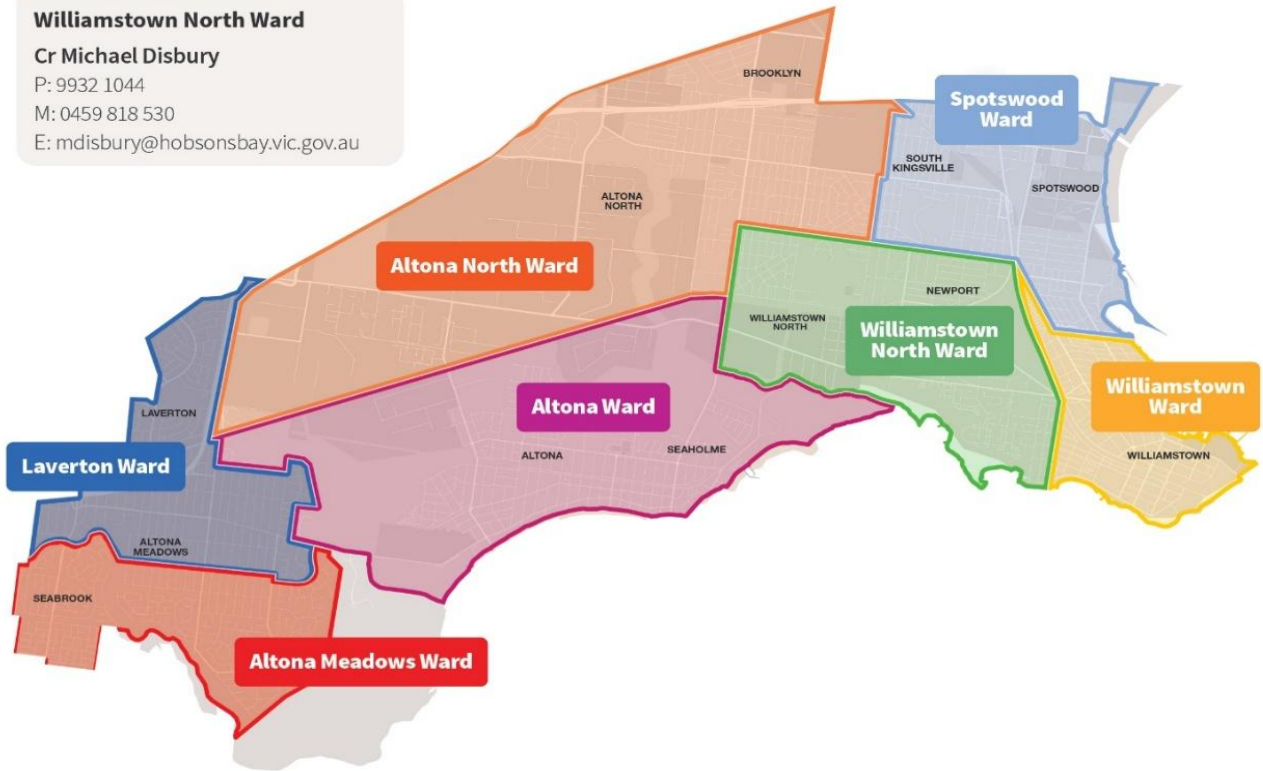 Williamstown North Ward
Cr Michael Disbury
P: 9932 1044
M: 0459 818 530
E: mdisbury@hobsonsbay.vic.gov.au
BROOKLYN
Spotswood
Ward
SOUTH
KINGSVILLE
SPOTSWOOD
ALTONA
NORTH
Altona North Ward
NEWPORT
WILLIAMSTOWN
NORTH
Williamstown
North Ward
Williamstown
Ward
Altona Ward
LAVERTON
ALTONA
SEAHOLME
WILLIAMSTOWN
Laverton Ward
ALTONA
MEADOWS
SEABROOK
Altona Meadows Ward